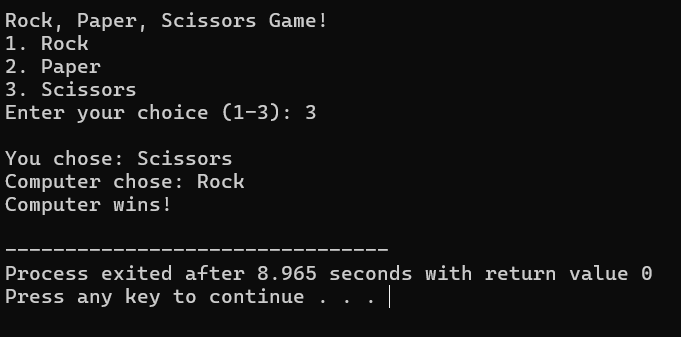 Rock, Paper, Scissors Game!
1. Rock
2. Paper
3. Scissors
Enter your choice (1-3): 3
You chose: Scissors
Computer chose: Rock
Computer wins!
--------------------------------
Process exited after 8.965 seconds with return value 0
Press any key to continue . . .